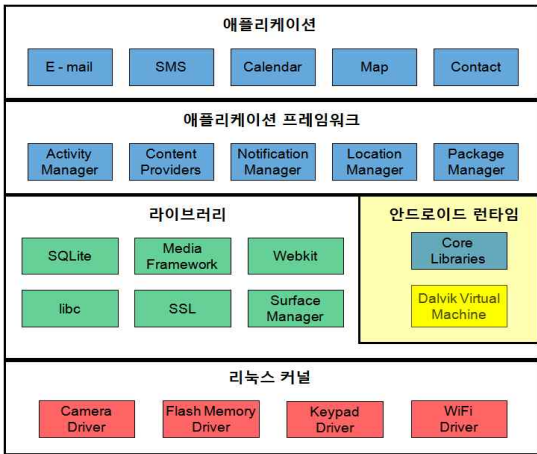 애플리케이션
E - mail
SMS
Calendar
Map
Contact
애플리케이션 프레임워크
Activity
Manager
Content
Providers
Notification
Manager
Location
Manager
Package
Manager
라이브러리
SQLite
Media
Framework
Webkit
libc
SSL
Surface
Manager
안드로이드 런타임
Core
Libraries
Dalvik Virtual
Machine
리눅스 커널
Camera
Driver
Flash Memory
Driver
Keypad
Driver
WiFi
Driver